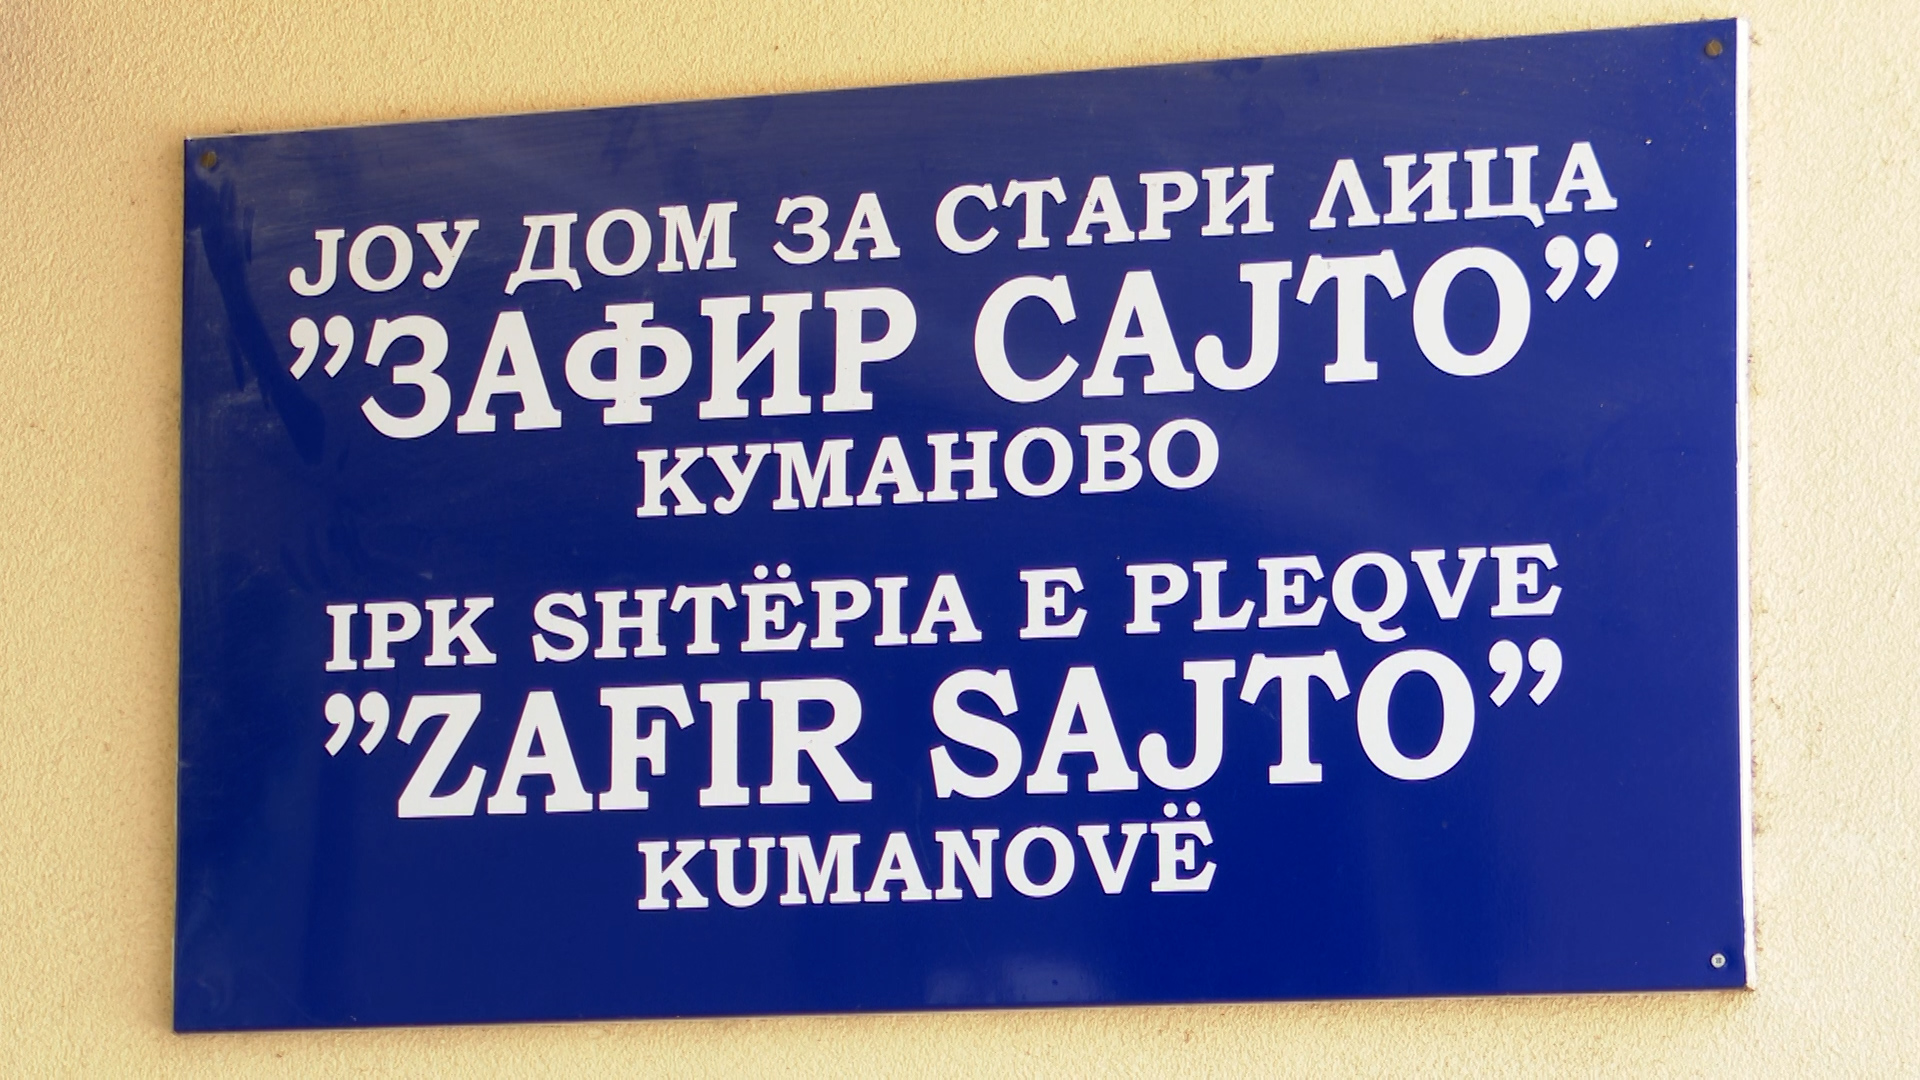 ЈОУ ДОМ ЗА СТАРИ ЛИЦА
”ЗАФИР САЈТО”
КУМАНОВО
IPK SHTËPIA E PLEQVE
”ZAFIR SAJTO”
KUMANOVË